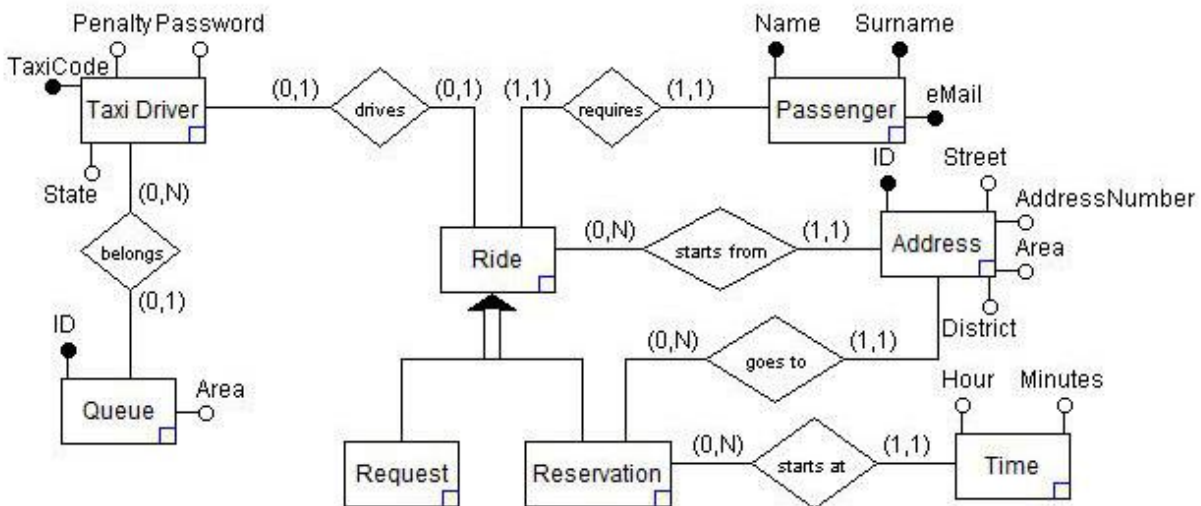 Penalty Password
Name Surname
TaxiCode
Taxi Driver (0,1) drives (0,1) (1,1) requires (1,1) Passenger
eMail
ID Street
State (0,N)
AddressNumber
belongs
Ride (0,N) starts from (1,1) Address
Area
(0,1)
District
ID
(0,N) goes to (1,1)
Queue Area
Hour Minutes
(0,N) (1,1)
Request Reservation starts at Time